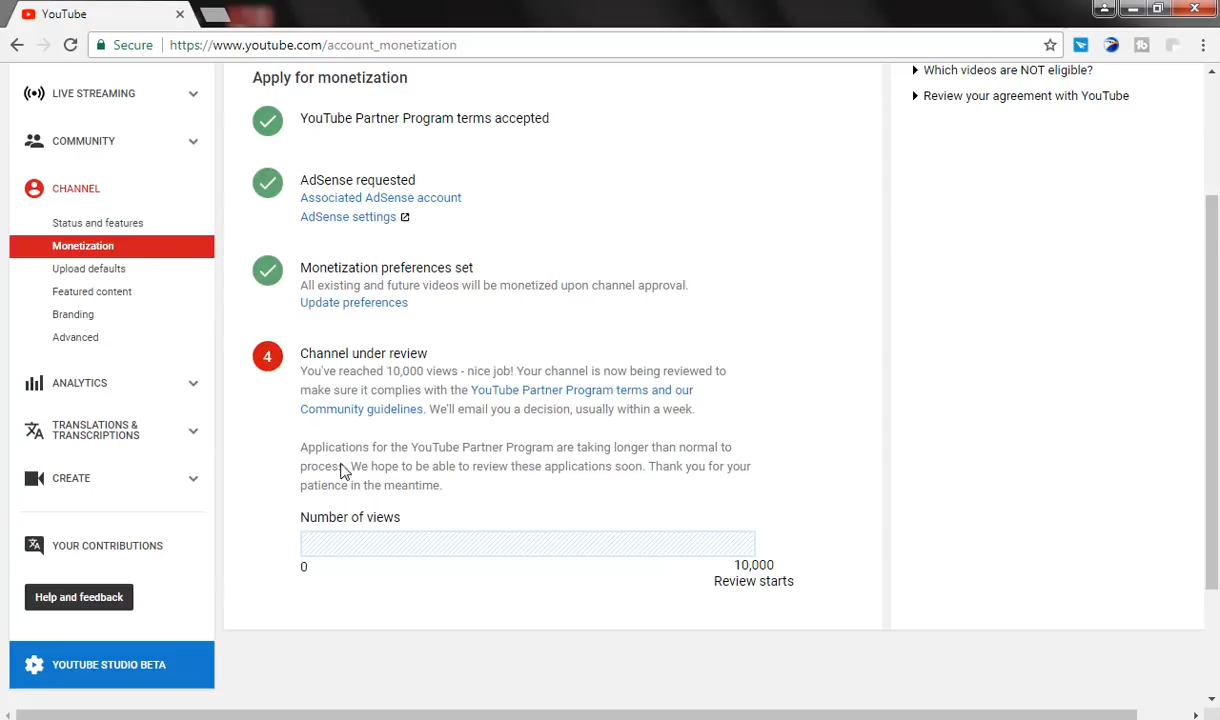 YouTube
Secure
https://www.youtube.com/account_monetization
LIVE STREAMING
COMMUNITY
CHANNEL
Status and features
Monetization
Upload defaults
Featured content
Branding
Advanced
ANALYTICS
TRANSLATIONS &
TRANSCRIPTIONS
CREATE
YOUR CONTRIBUTIONS
Help and feedback
YOUTUBE STUDIO BETA
Apply for monetization
YouTube Partner Program terms accepted
AdSense requested
Associated AdSense account
AdSense settings
Monetization preferences set
All existing and future videos will be monetized upon channel approval.
Update preferences
4
Channel under review
You've reached 10,000 views - nice job! Your channel is now being reviewed to
make sure it complies with the YouTube Partner Program terms and our
Community guidelines. We'll email you a decision, usually within a week.
Applications for the YouTube Partner Program are taking longer than normal to
process. We hope to be able to review these applications soon. Thank you for your
patience in the meantime.
Number of views
0
10,000
Review starts
Which videos are NOT eligible?
Review your agreement with YouTube